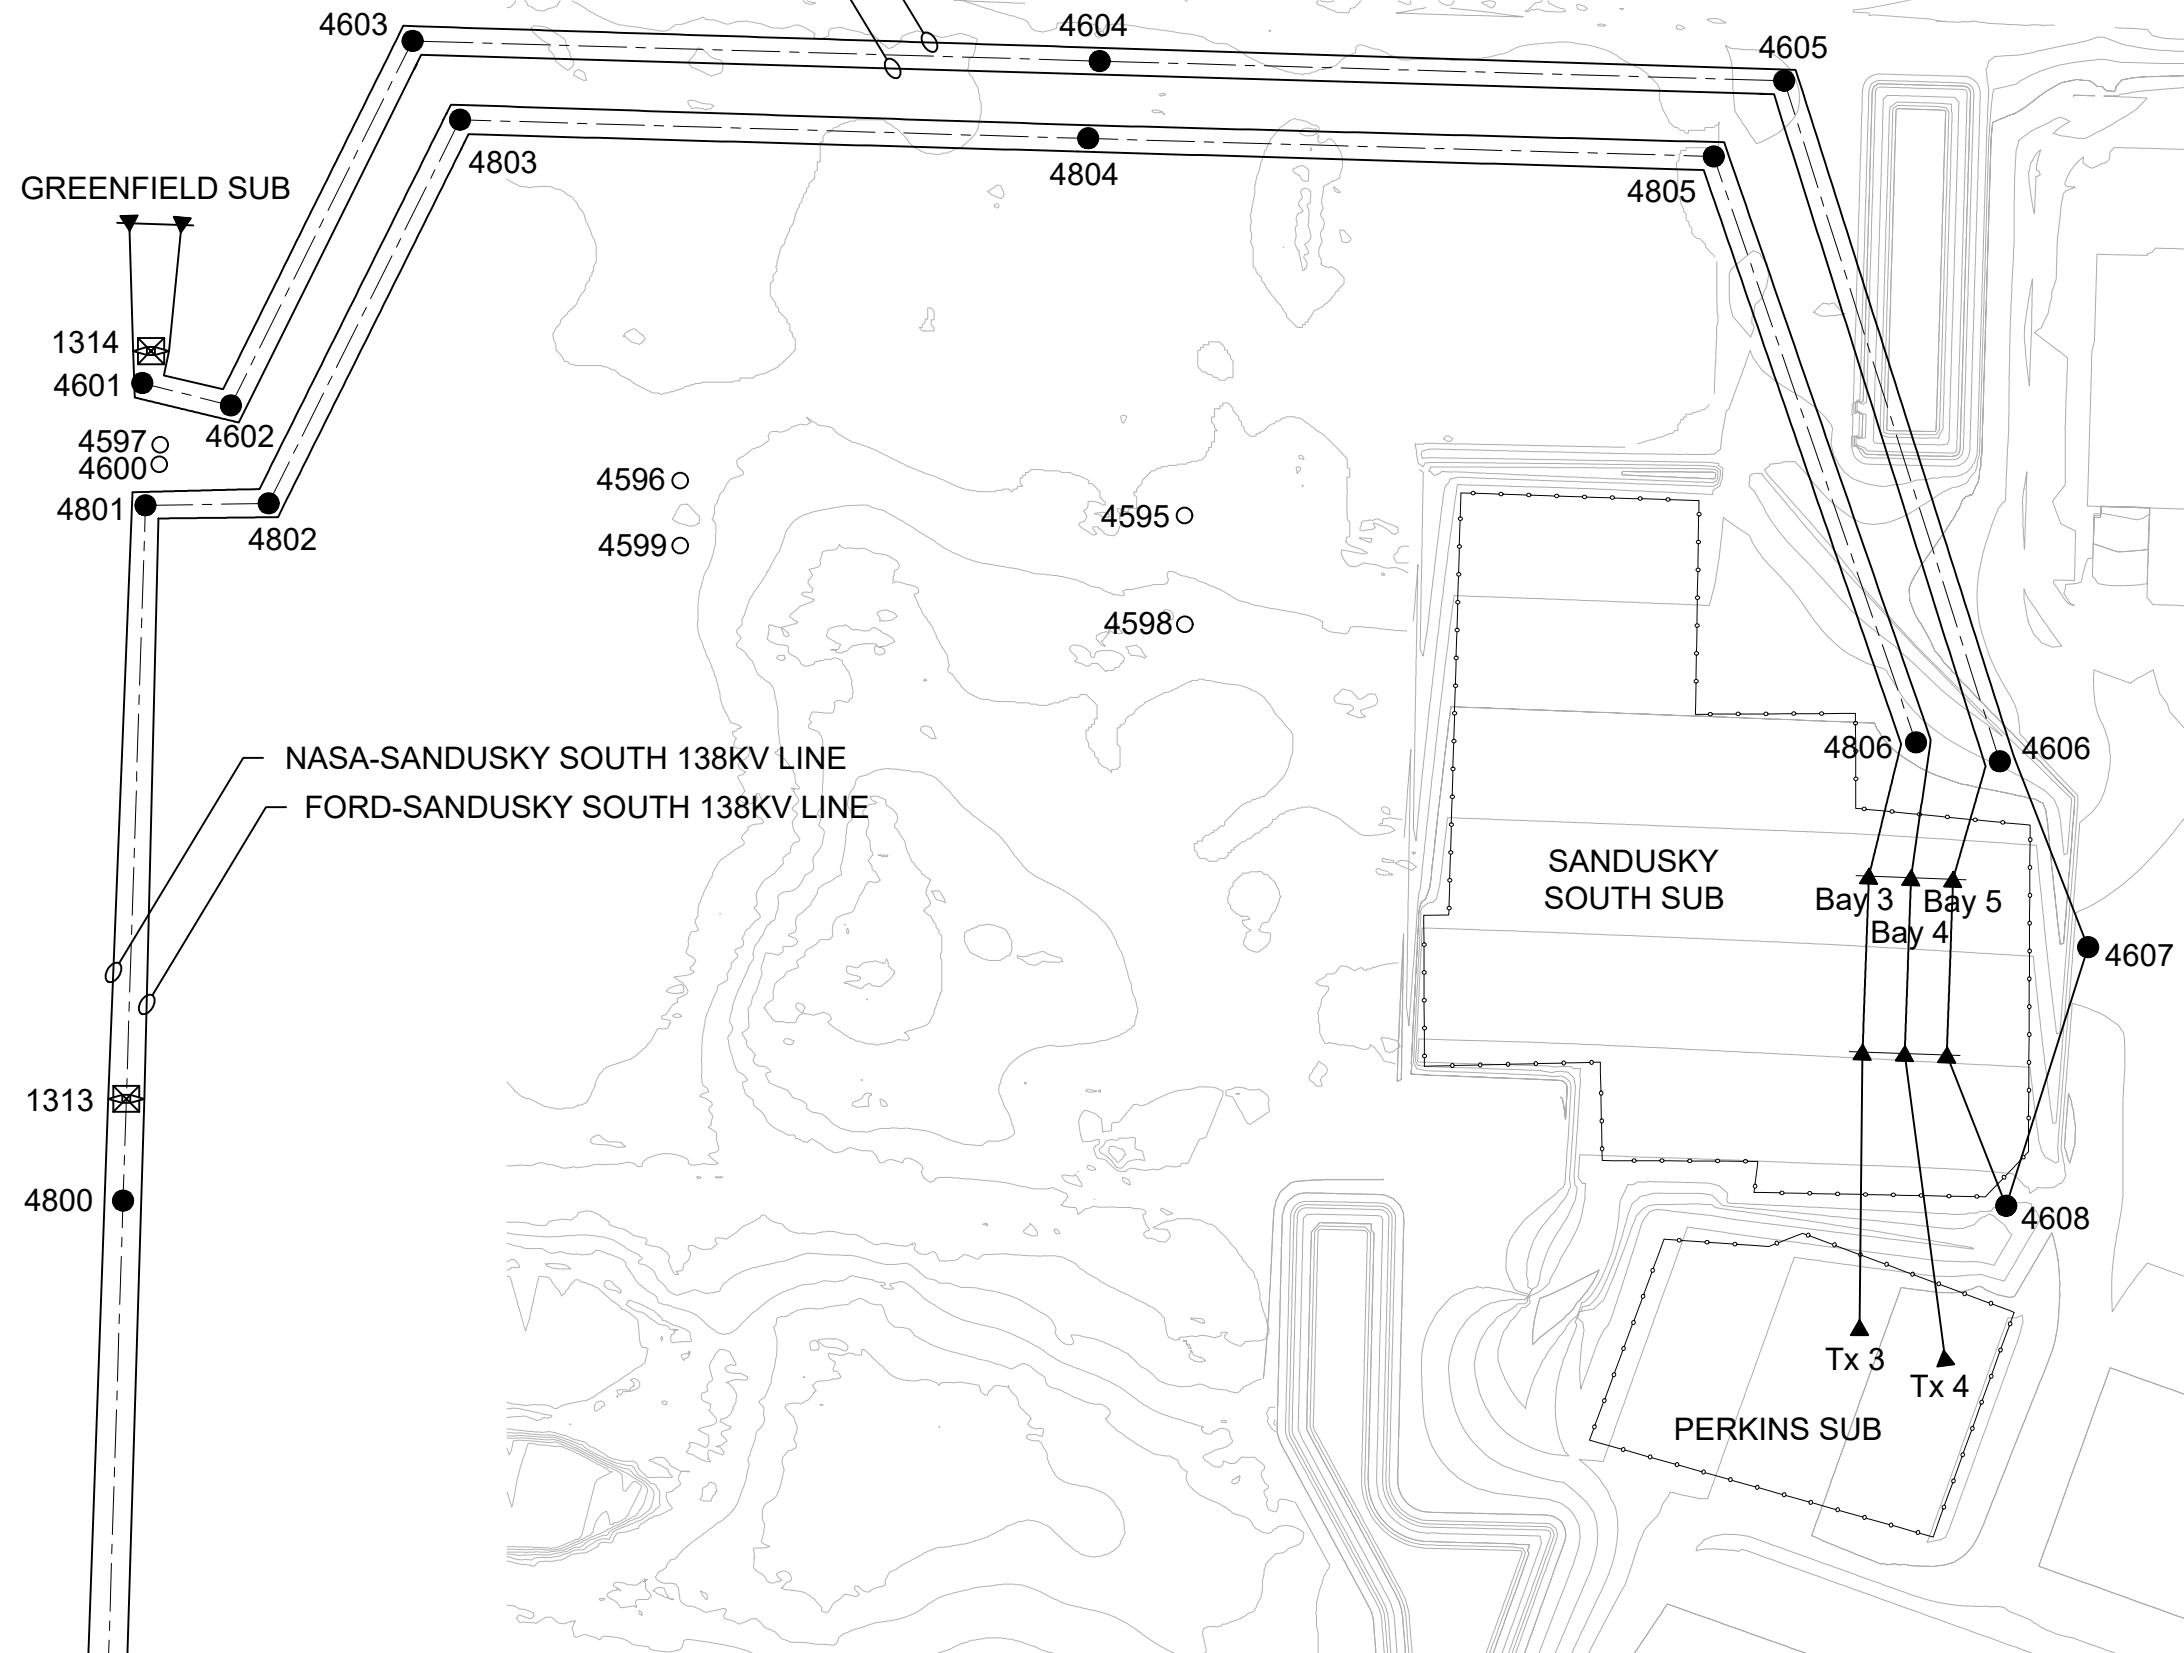 4603
4604
4605
4803
4804
4805
GREENFIELD SUB
1314
4601
4602
4597
4600
4801
4802
4596
4599
4595
4598
NASA-SANDUSKY SOUTH 138KV LINE
FORD-SANDUSKY SOUTH 138KV LINE
4806
4606
SANDUSKY
SOUTH SUB
Bay 3
Bay 5
Bay 4
4607
1313
4800
4608
Tx 3
Tx 4
PERKINS SUB